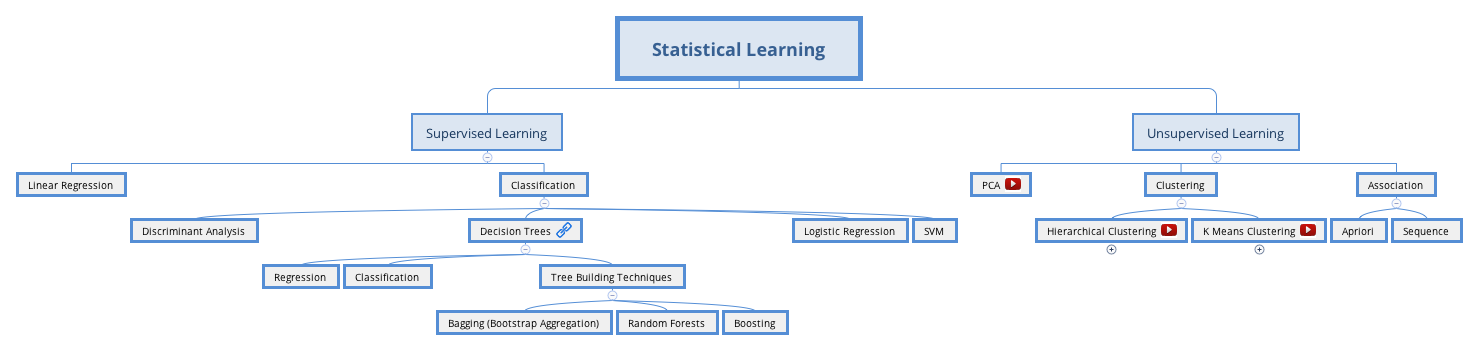 Statistical Learning
Supervised Learning
Unsupervised Learning
Linear Regression
Classification
PCA
Clustering
Association
Discriminant Analysis
Decision Trees
Logistic Regression
SVM
Hierarchical Clustering
K Means Clustering
Apriori
Sequence
Regression
Classification
Tree Building Techniques
Bagging (Bootstrap Aggregation)
Random Forests
Boosting